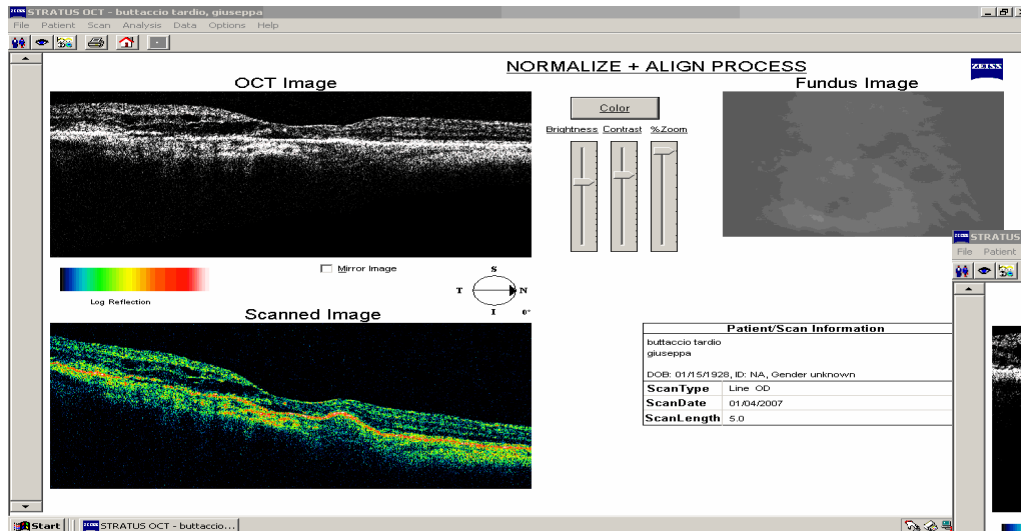 STRATUS OCT - buttaccio tardio, giuseppa
File Patient Scan Analysis Data Options Help
NORMALIZE + ALIGN PROCESS
ZEISS
OCT Image
Fundus Image
Color
Brightness Contrast %Zoom
Mirror Image
Log Reflection
S
T N
I 0°
Scanned Image
Patient/Scan Information
buttaccio tardio
giuseppa
DOB: 01/15/1928, ID: NA, Gender unknown
ScanType Line OD
ScanDate 01/04/2007
ScanLength 5.0
ZEISS STRATUS
File Patient
Start STRATUS OCT - buttaccio...